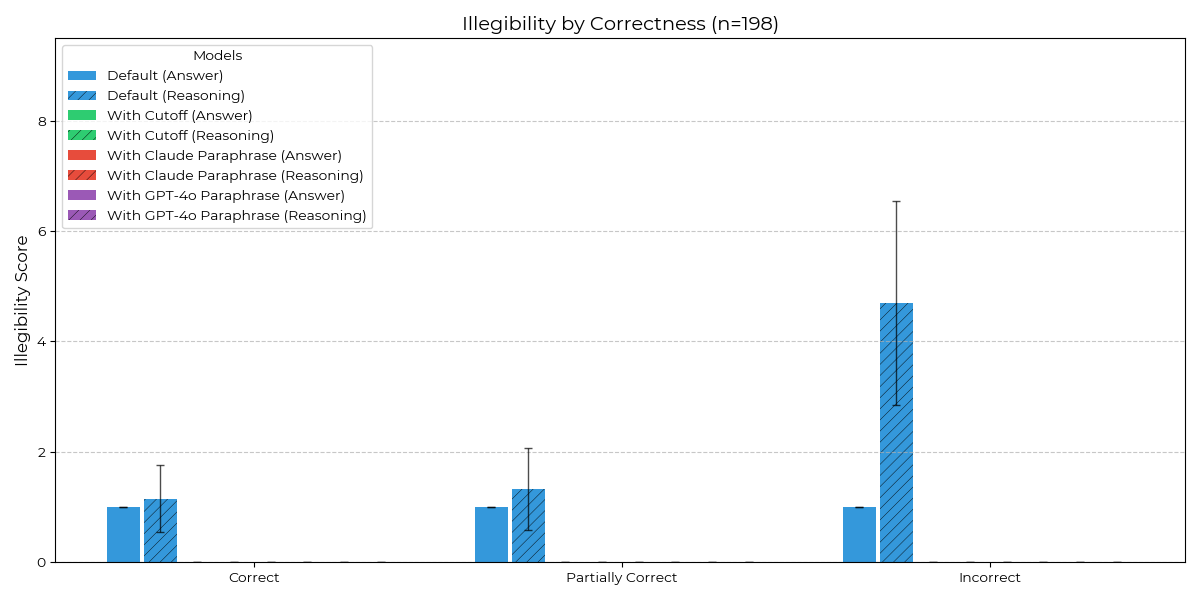 Illegibility by Correctness (n=198)
Models
Default (Answer)
Default (Reasoning)
With Cutoff (Answer)
With Cutoff (Reasoning)
With Claude Paraphrase (Answer)
With Claude Paraphrase (Reasoning)
With GPT-4o Paraphrase (Answer)
With GPT-4o Paraphrase (Reasoning)
Illegibility Score
8
6
4
2
0
Correct
Partially Correct
Incorrect